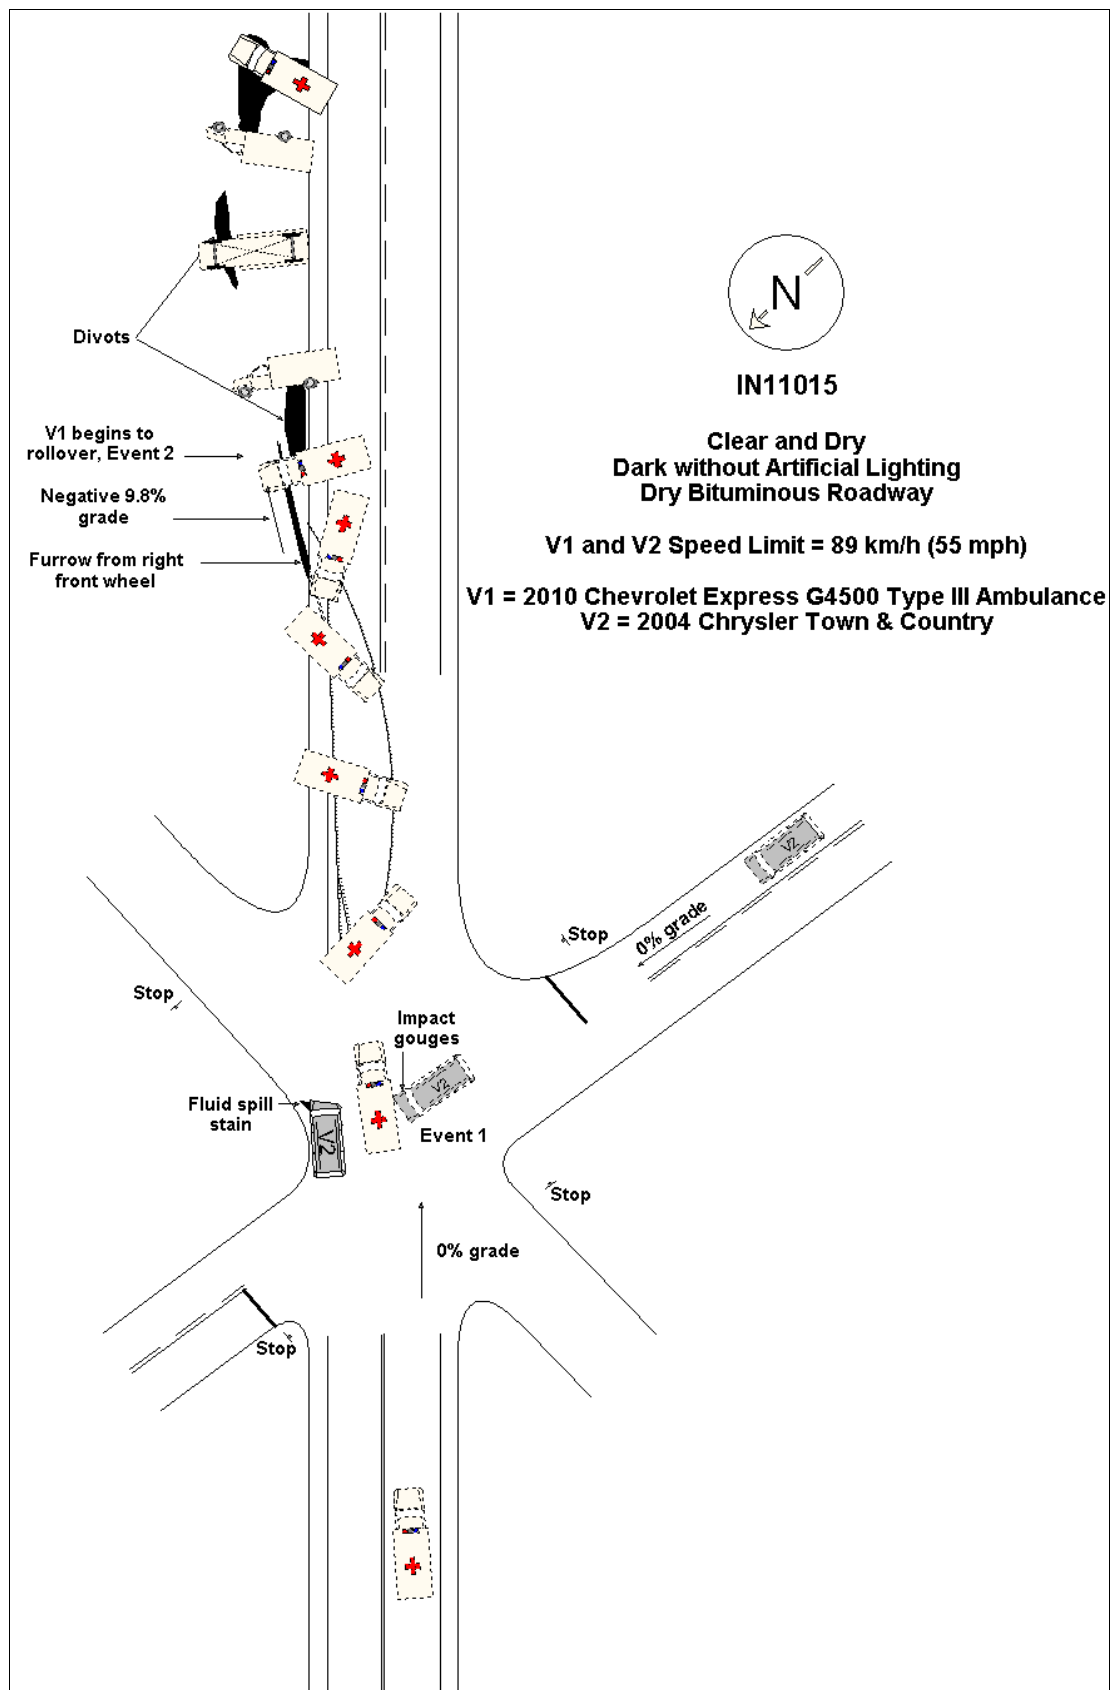 N
IN11015
Clear and Dry
Dark without Artificial Lighting
Dry Bituminous Roadway
V1 and V2 Speed Limit = 89 km/h (55 mph)
V1 = 2010 Chevrolet Express G4500 Type III Ambulance
V2 = 2004 Chrysler Town & Country
Divots
V1 begins to
rollover, Event 2
Negative 9.8%
grade
Furrow from right
front wheel
V2
0% grade
Stop
Stop
Impact
gouges
V2
Fluid spill
stain
V2
Event 1
Stop
0% grade
Stop